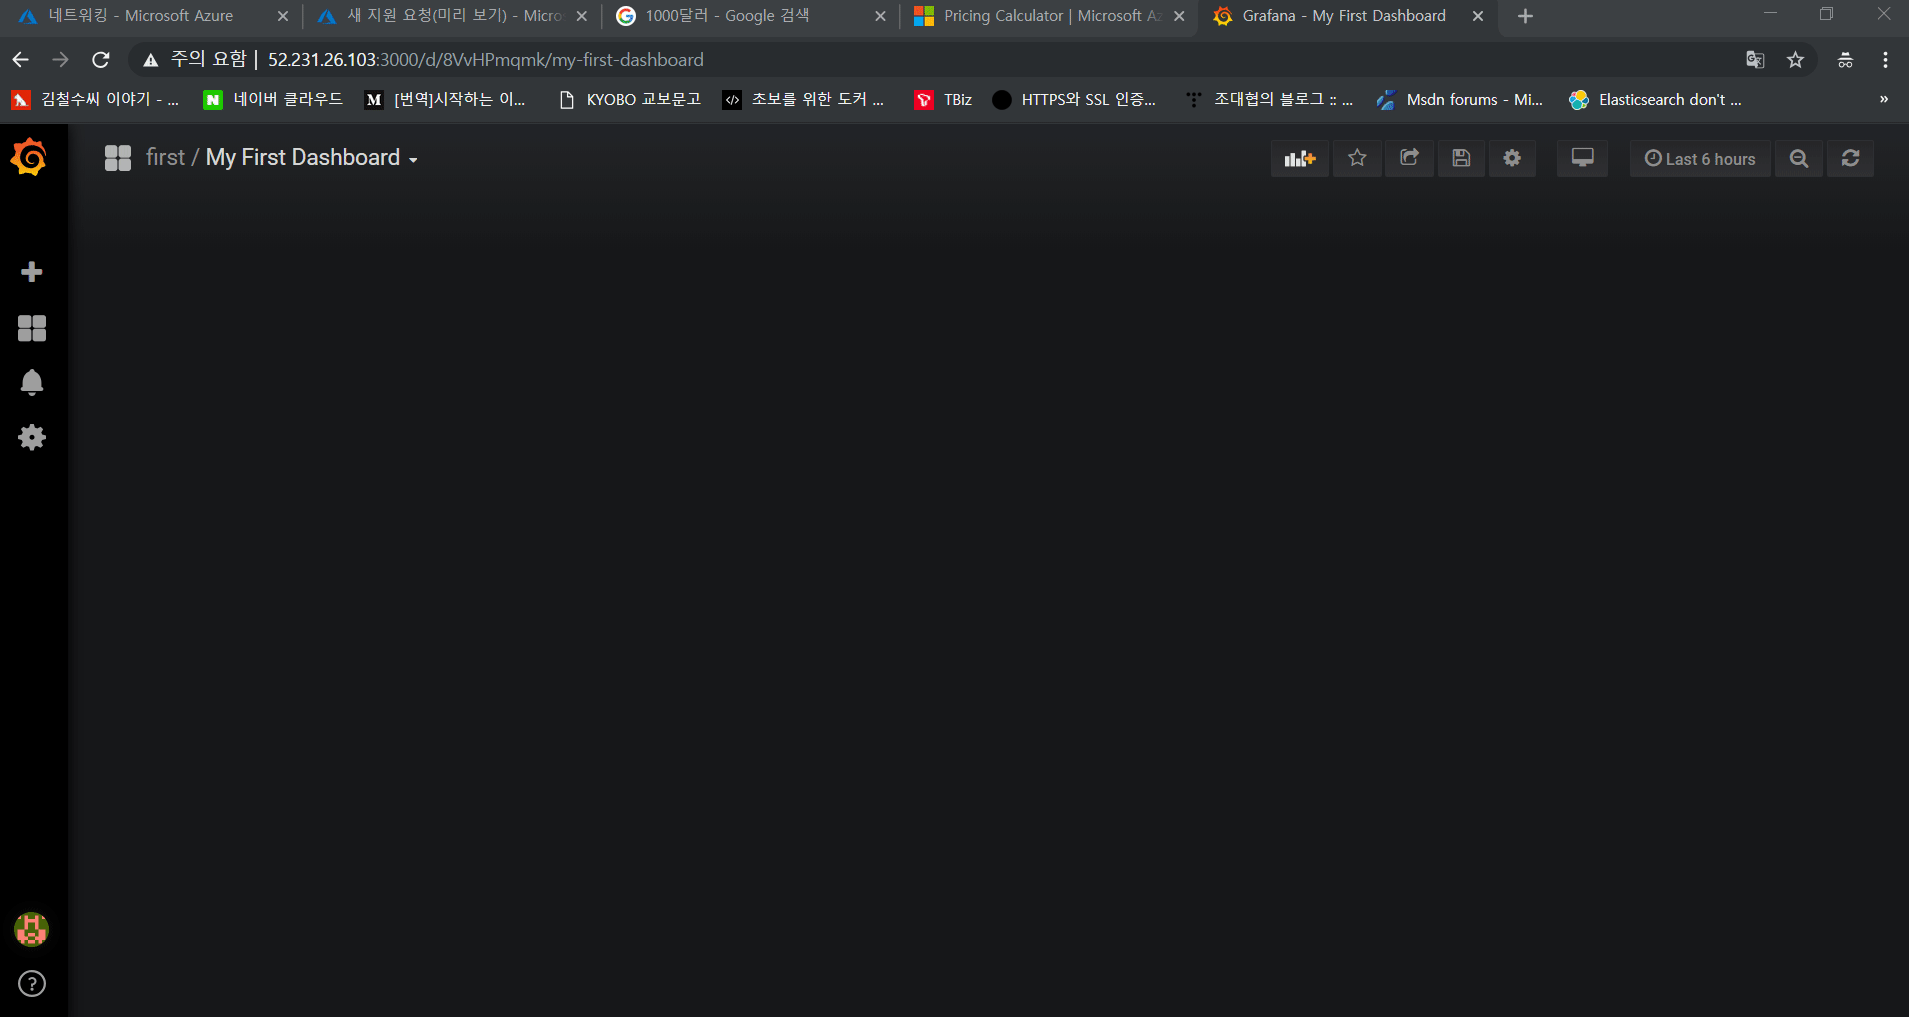 네트워킹 - Microsoft Azure
새 지원 요청(미리 보기) - Micro
1000달러 - Google 검색
Pricing Calculator | Microsoft Az
Grafana - My First Dashboard
주의 요함 | 52.231.26.103:3000/d/8VvHPmqmk/my-first-dashboard
김철수씨 이야기 - ...
네이버 클라우드
[번역]시작하는 이...
KYOBO 교보문고
초보를 위한 도커 ...
TBiz
HTTPS와 SSL 인증...
조대협의 블로그 :: ...
Msdn forums - Mi...
Elasticsearch don't ...
»
first / My First Dashboard
Last 6 hours